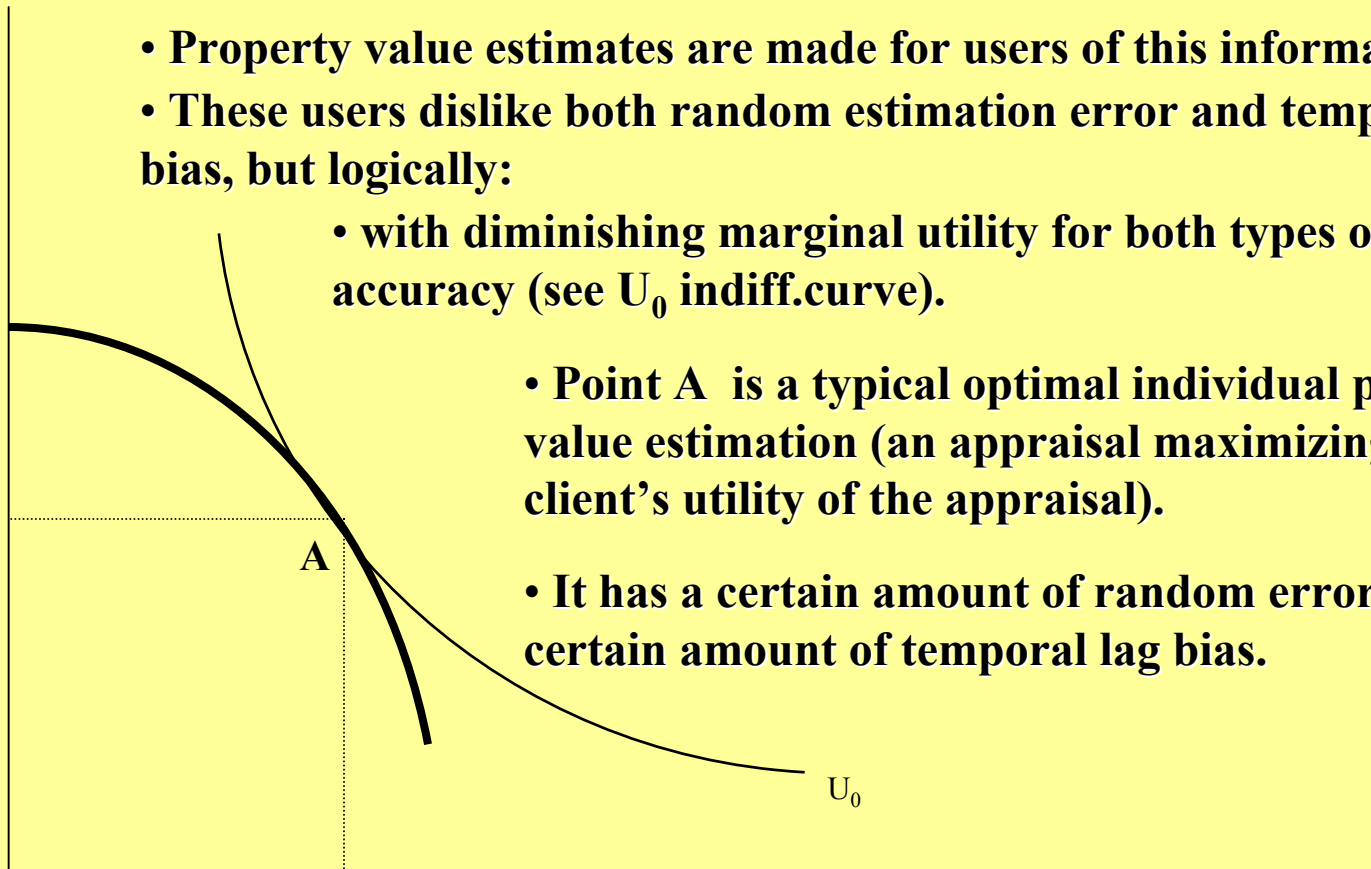 • Property value estimates are made for users of this informa
• These users dislike both random estimation error and temp
bias, but logically:
• with diminishing marginal utility for both types o
accuracy (see U₀ indiff.curve).
• Point A is a typical optimal individual p
value estimation (an appraisal maximizing
client’s utility of the appraisal).
• It has a certain amount of random error
certain amount of temporal lag bias.
A
U₀